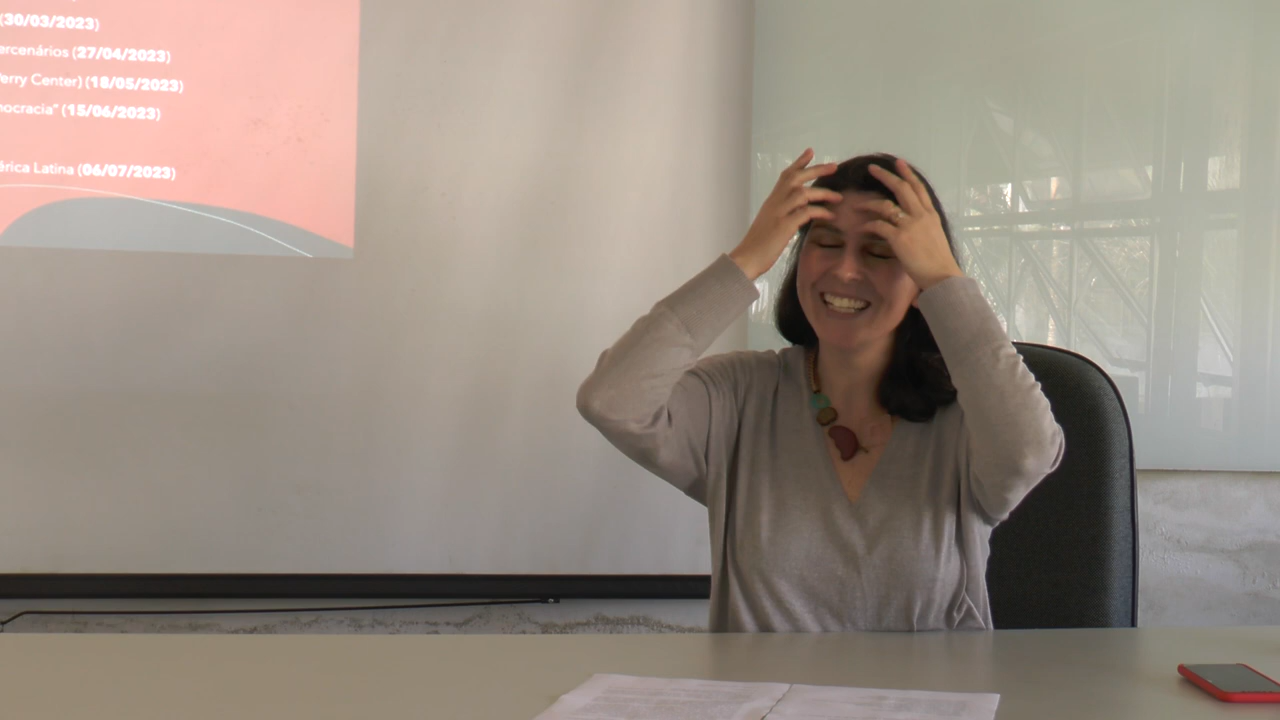 (30/03/2023)
ercenários (27/04/2023)
Perry Center) (18/05/2023)
nocracia" (15/06/2023)
érica Latina (06/07/2023)